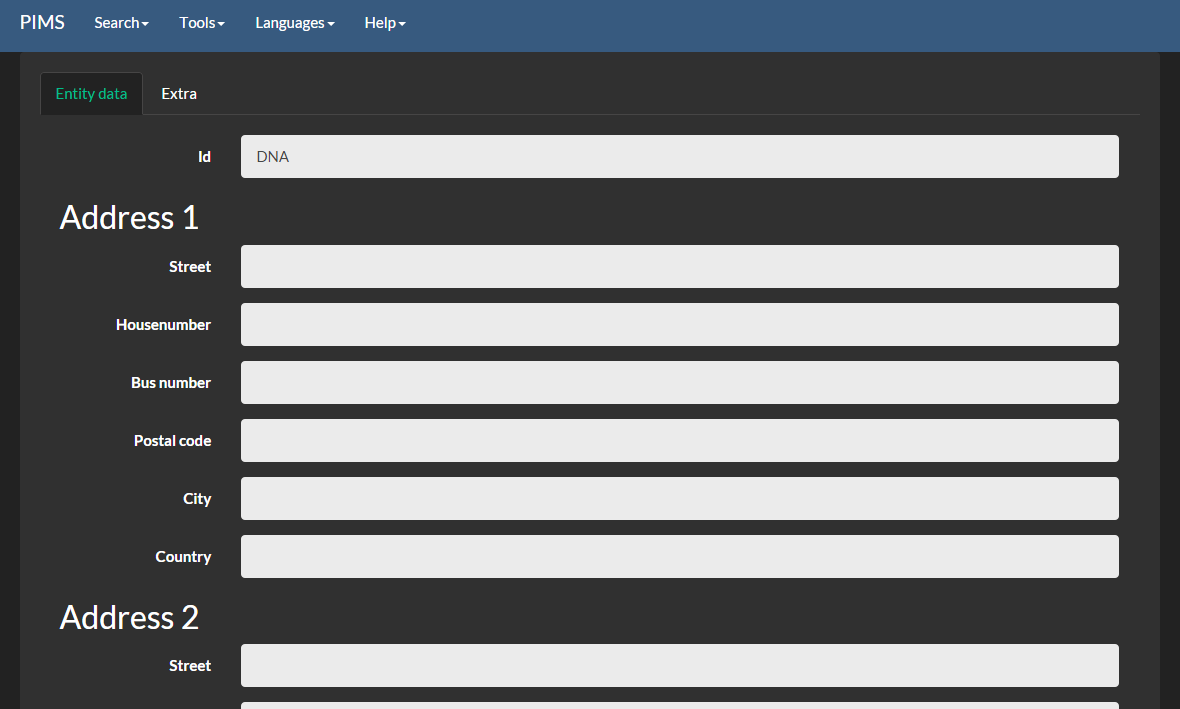 PIMS Search Tools Languages Help
Entity data Extra
Id DNA
Address 1
Street
Housenumber
Bus number
Postal code
City
Country
Address 2
Street